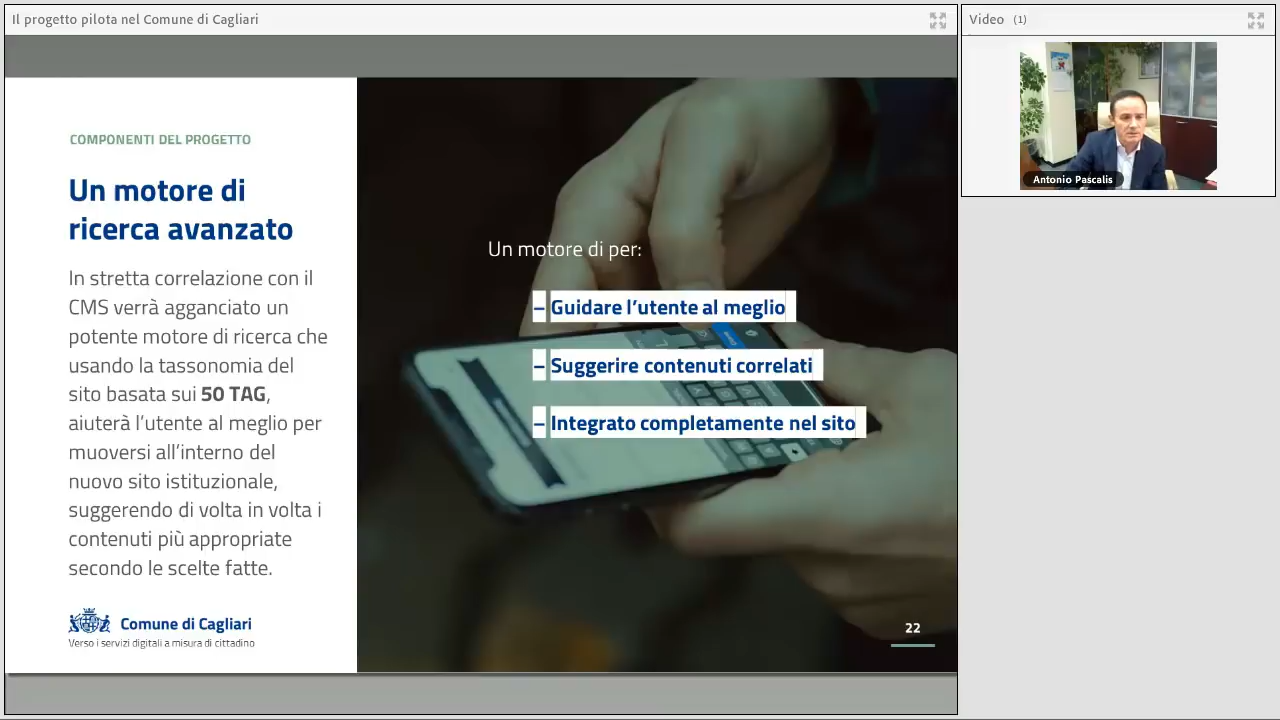 Il progetto pilota nel Comune di Cagliari
Video (1)
Antonio Pascalis
COMPONENTI DEL PROGETTO
Un motore di
ricerca avanzato
In stretta correlazione con il
CMS verrà agganciato un
potente motore di ricerca che
usando la tassonomia del
sito basata sui 50 TAG,
aiuterà l’utente al meglio per
muoversi all’interno del
nuovo sito istituzionale,
suggerendo di volta in volta i
contenuti più appropriate
secondo le scelte fatte.
Comune di Cagliari
Verso i servizi digitali a misura di cittadino
Un motore di per:
– Guidare l’utente al meglio
– Suggerire contenuti correlati
– Integrato completamente nel sito
22